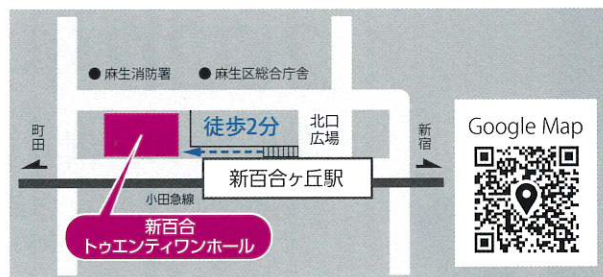 ●麻生消防署 ●麻生区総合庁舎
町田
徒歩2分
北口
広場
新宿
新百合ヶ丘駅
小田急線
新百合
トゥエンティワンホール
Google Map